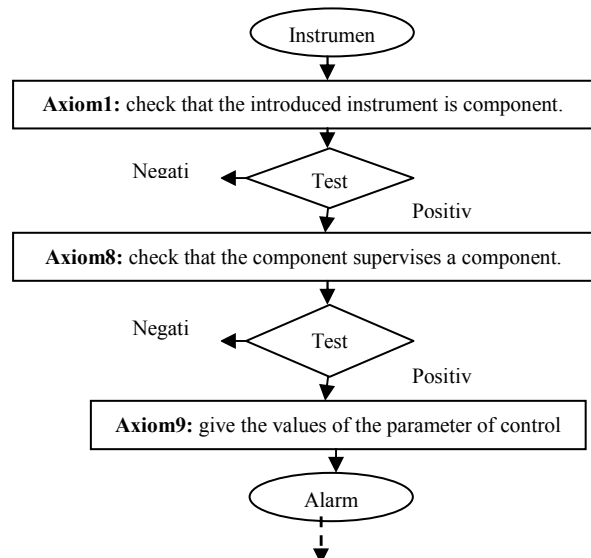 Instrumen
Axiom1: check that the introduced instrument is component.
Negati
Test
Positiv
Axiom8: check that the component supervises a component.
Negati
Test
Positiv
Axiom9: give the values of the parameter of control
Alarm